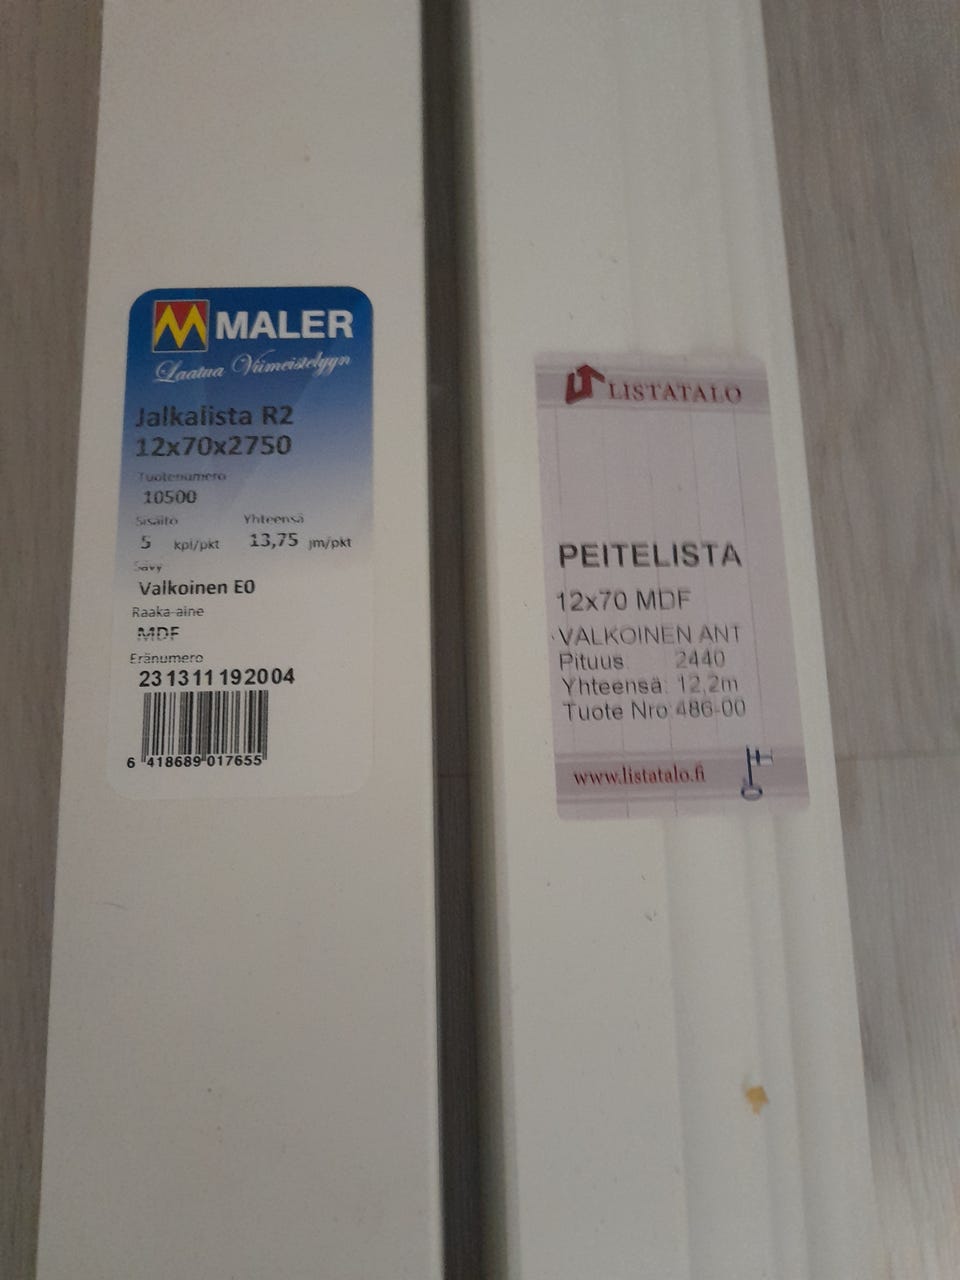 MALER
Laatua Viimeistelyyn
Jalkalista R2
12x70x2750
Tuotenumero
10500
Sisältö Yhteensä
5 kpl/pkt 13,75 jm/pkt
Sävy
Valkoinen E0
Raaka-aine
MDF
Eränumero
231311192004
6 418689 017655
LISTATALO
PEITELISTA
12x70 MDF
VALKOINEN ANT
Pituus 2440
Yhteensä: 12,2m
Tuote Nro:486-00
www.listatalo.fi